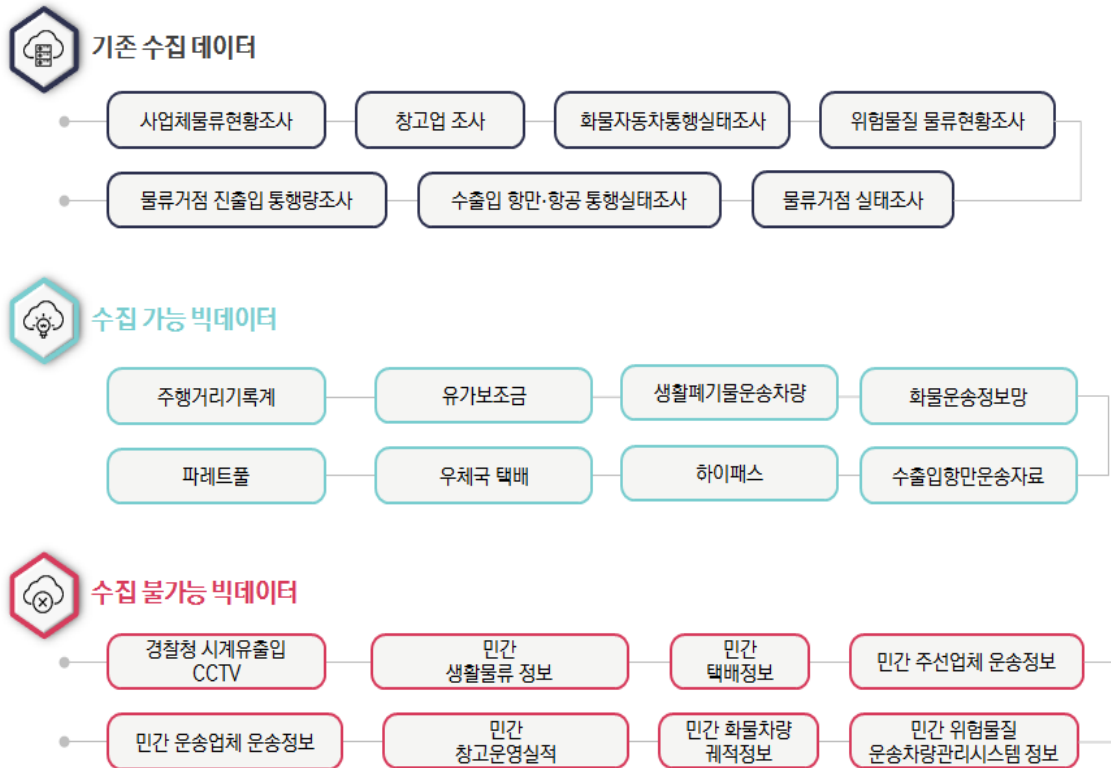 기존 수집 데이터
사업체물류현황조사
창고업 조사
화물자동차통행실태조사
위험물질 물류현황조사
물류거점 진출입 통행량조사
수출입 항만·항공 통행실태조사
물류거점 실태조사
수집 가능 빅데이터
주행거리기록계
유가보조금
생활폐기물운송차량
화물운송정보망
파레트풀
우체국 택배
하이패스
수출입항만운송자료
수집 불가능 빅데이터
경찰청 시계유출입
CCTV
민간
생활물류 정보
민간
택배정보
민간 주선업체 운송정보
민간 운송업체 운송정보
민간
창고운영실적
민간 화물차량
궤적정보
민간 위험물질
운송차량관리시스템 정보